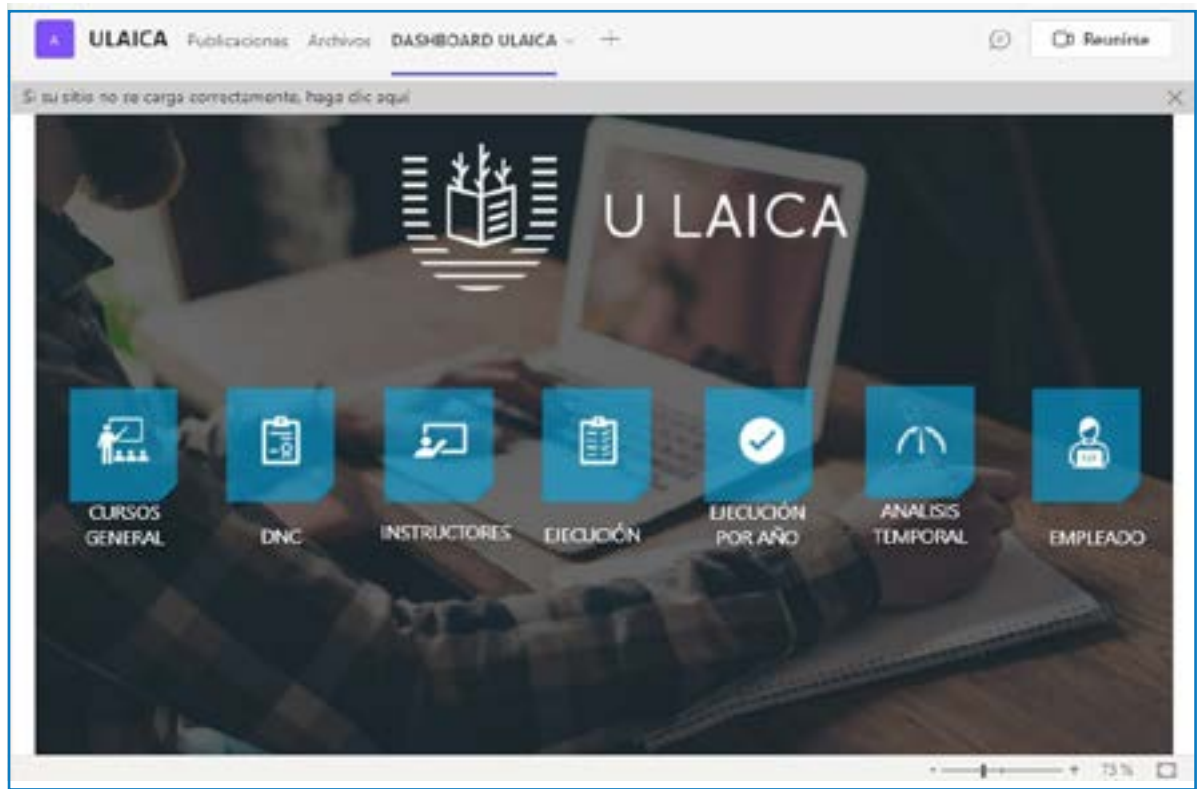 A
ULAICA Publicaciones Archivos DASHBOARD ULAICA
Reunirse
Si su sitio no se carga correctamente, haga clic aquí
U LAICA
CURSOS
GENERAL
DNC
INSTRUCTORES
EJECUCIÓN
EJECUCIÓN
POR AÑO
ANALISIS
TEMPORAL
EMPLEADO
- + 73 %